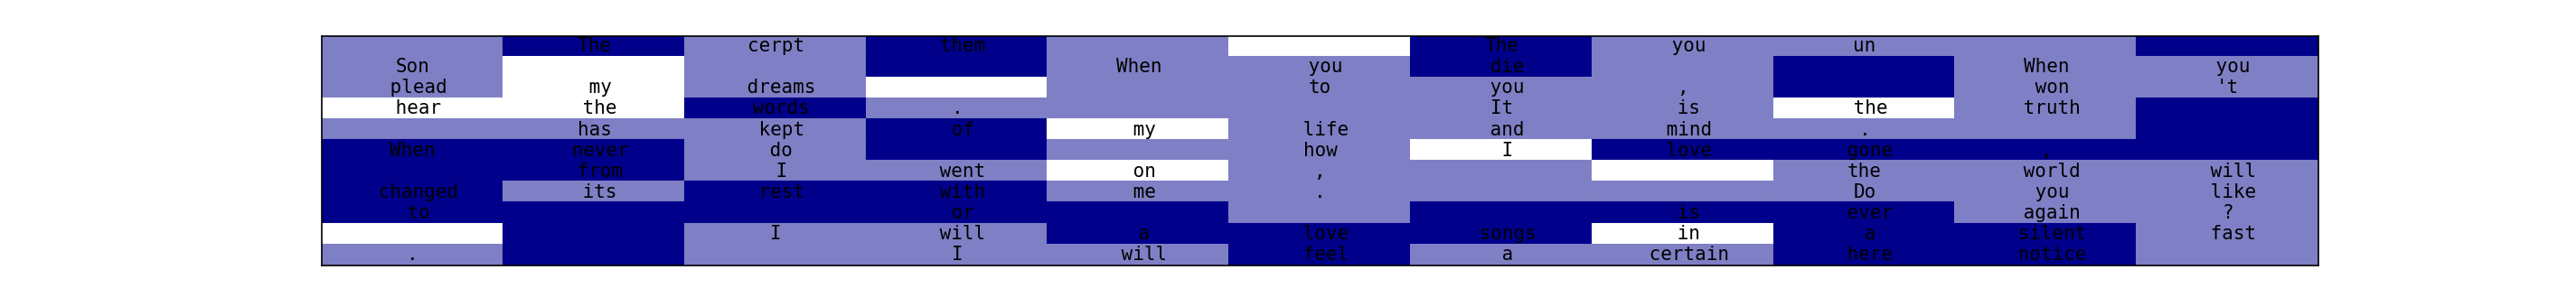 The cerpt them The you un
Son When you die When you
plead my dreams to you , won 't
hear the words . It is the truth
has kept of my life and mind .
When never do how I love gone ,
from I went on , the world will
changed its rest with me . Do you like
to or is ever again ?
I will a love songs in a silent fast
. I will feel a certain here notice